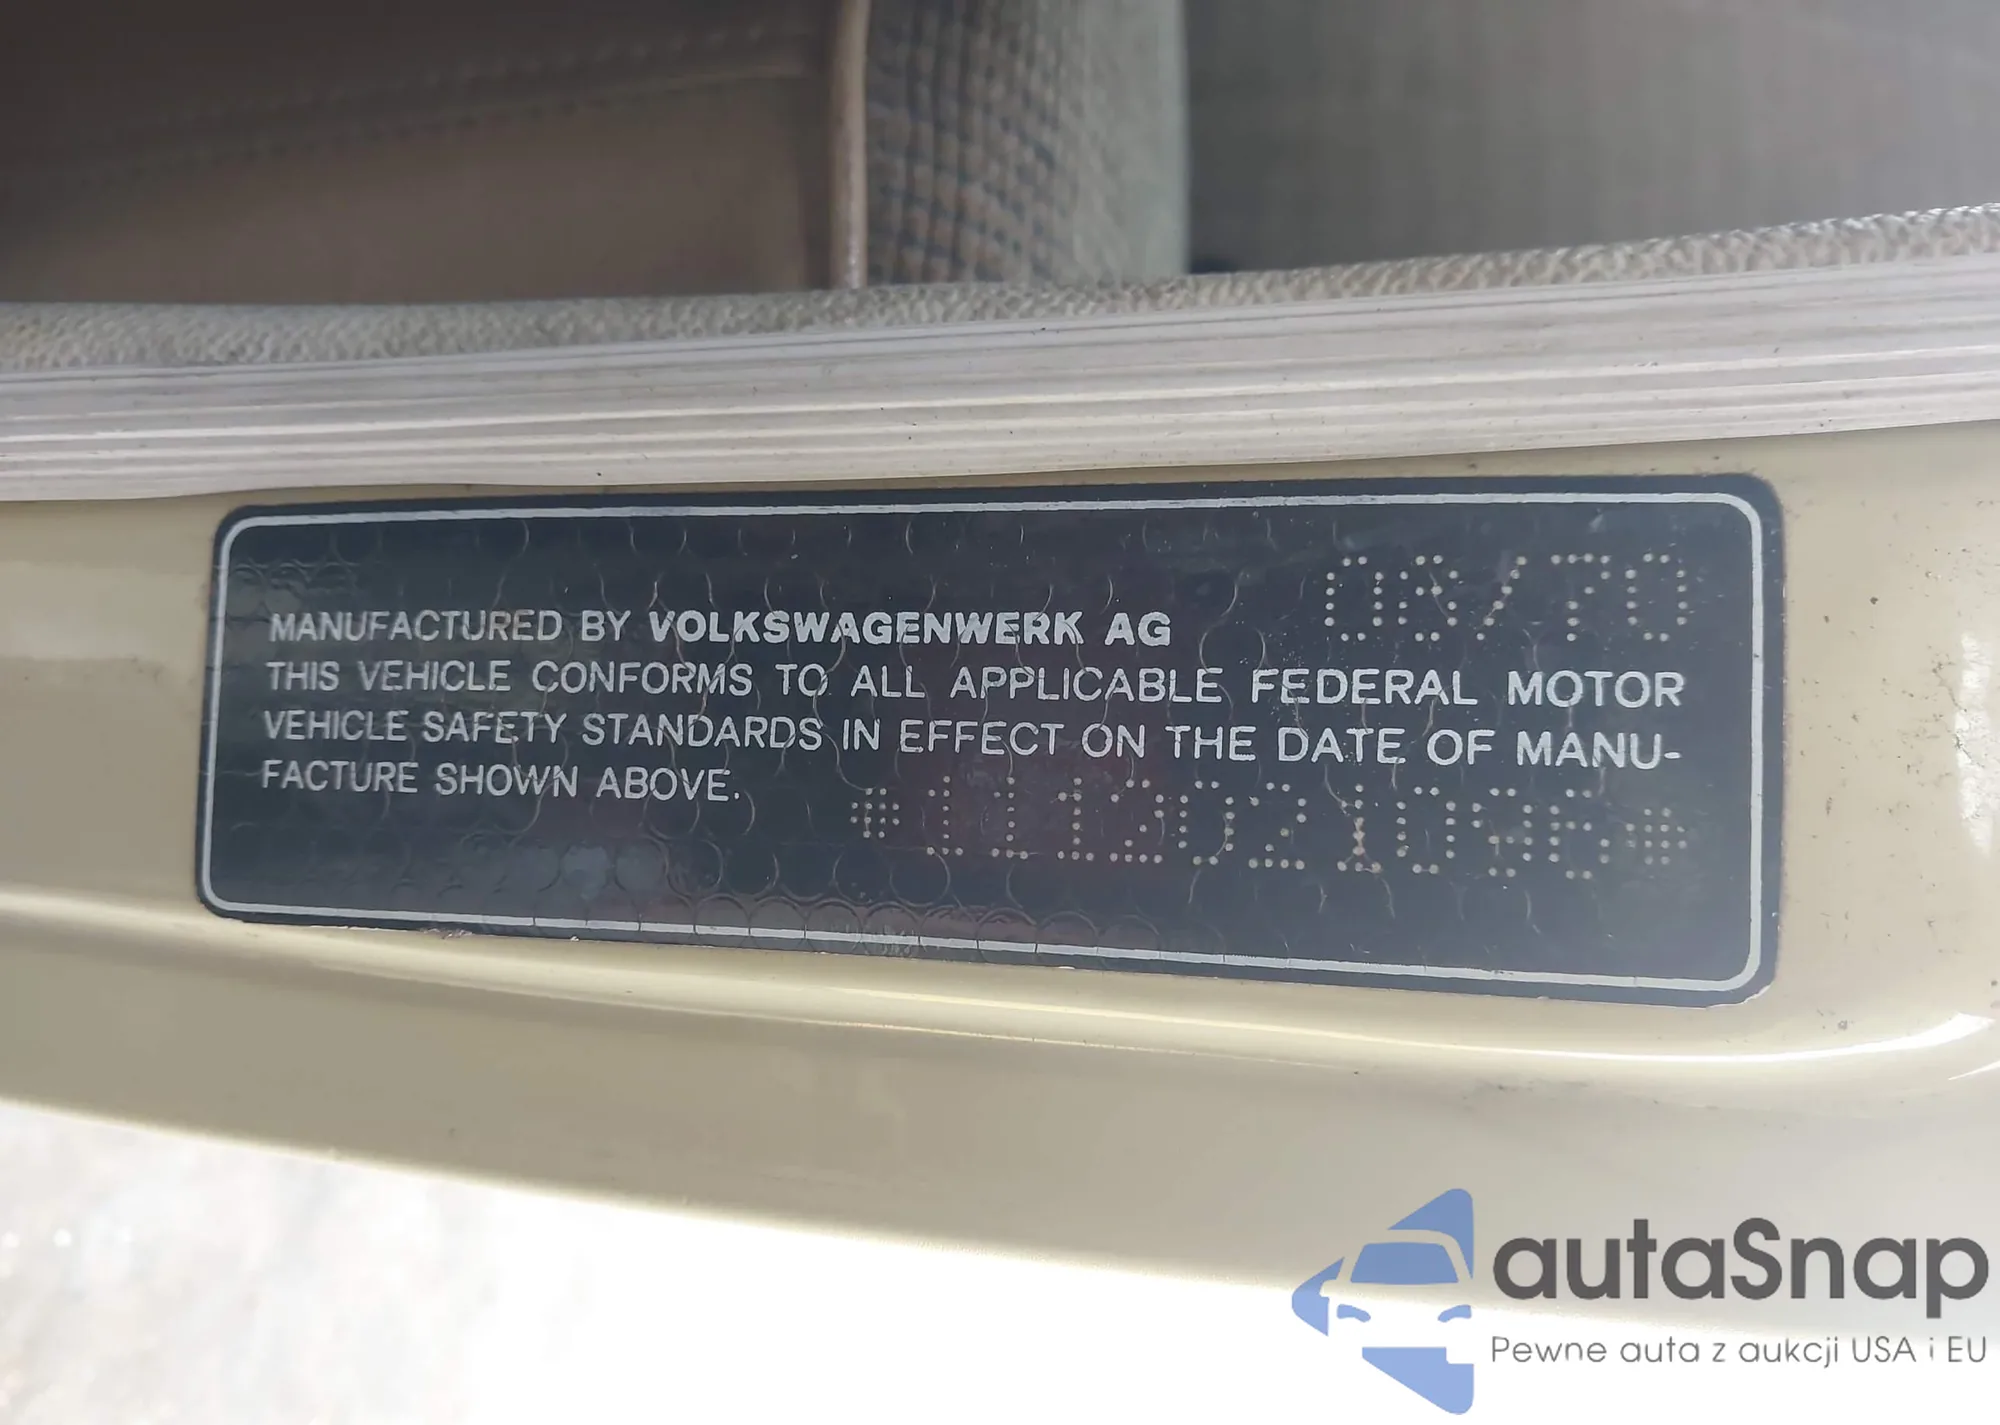 08/70
MANUFACTURED BY VOLKSWAGENWERK AG
THIS VEHICLE CONFORMS TO ALL APPLICABLE FEDERAL MOTOR
VEHICLE SAFETY STANDARDS IN EFFECT ON THE DATE OF MANU-
FACTURE SHOWN ABOVE.
*1112021096*
autaSnap
Pewne auta z aukcji USA i EU